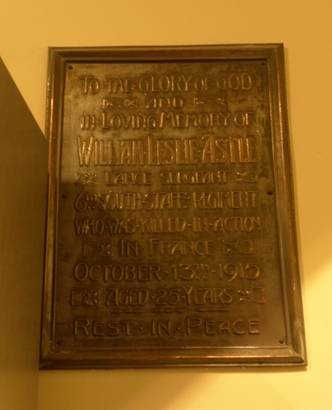 TO THE GLORY OF GOD
AND
IN LOVING MEMORY OF
WILLIAM·LESLIE·ASTLE
LANCE SERGEANT
6TH SOUTH·STAFFS·REGIMENT
WHO·WAS·KILLED·IN·ACTION
IN FRANCE
OCTOBER·13TH·1915
AGED·25·YEARS
REST·IN·PEACE